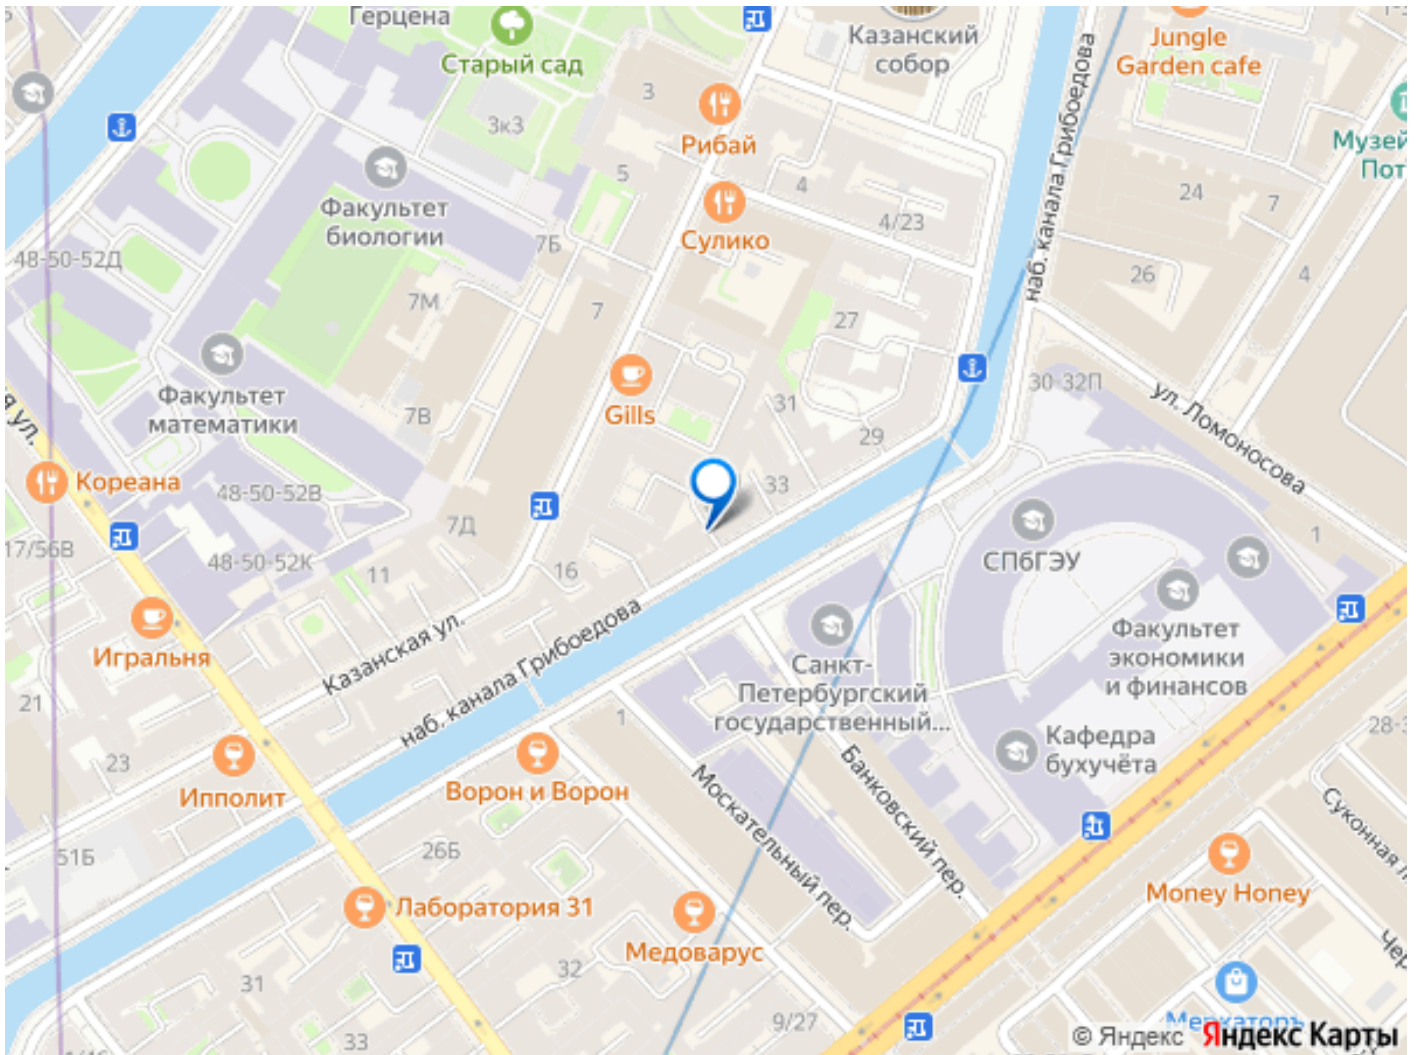 Герцена
Старый сад
Казанский
собор
Jungle
Garden cafe
Музей
Пот
наб. канала Грибоедова
3
3к3
Рибай
5
4
24
7
Факультет
биологии
7Б
Сулико
4/23
48-50-52Д
7М
7
27
26
4
Факультет
математики
7В
Gills
31
29
30-32П
ул. Ломоносова
я ул.
Кореана
48-50-52В
33
7Д
17/56В
48-50-52К
11
16
СПбГЭУ
1
Игральня
Казанская ул.
наб. канала Грибоедова
Санкт-
Петербургский
государственный...
Факультет
экономики
и финансов
21
1
Кафедра
бухучёта
28-3
23
Ипполит
Ворон и Ворон
Москательный пер.
Банковский пер.
Суконная л
51Б
26Б
Лаборатория 31
Медоварус
Money Honey
Чер
31
32
33
9/27
Меркаторъ
© Яндекс Яндекс Карты